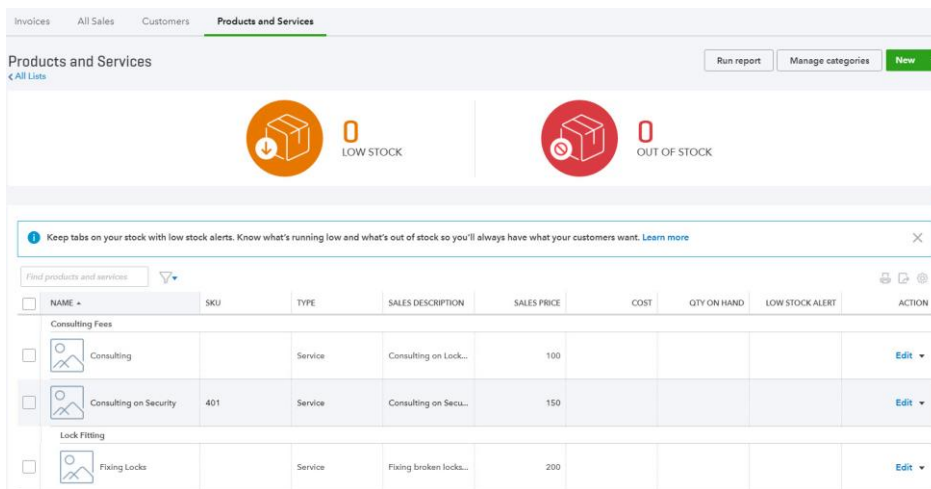 Invoices All Sales Customers Products and Services
Products and Services
All Lists
Run report Manage categories New
0
LOW STOCK
0
OUT OF STOCK
Keep tabs on your stock with low stock alerts. Know what's running low and what's out of stock so you'll always have what your customers want. Learn more
Find products and services
NAME SKU TYPE SALES DESCRIPTION SALES PRICE COST QTY ON HAND LOW STOCK ALERT ACTION
Consulting Fees
Consulting Service Consulting on Lock... 100 Edit
Consulting on Security 401 Service Consulting on Secu... 150 Edit
Lock Fitting
Fixing Locks Service Fixing broken locks... 200 Edit